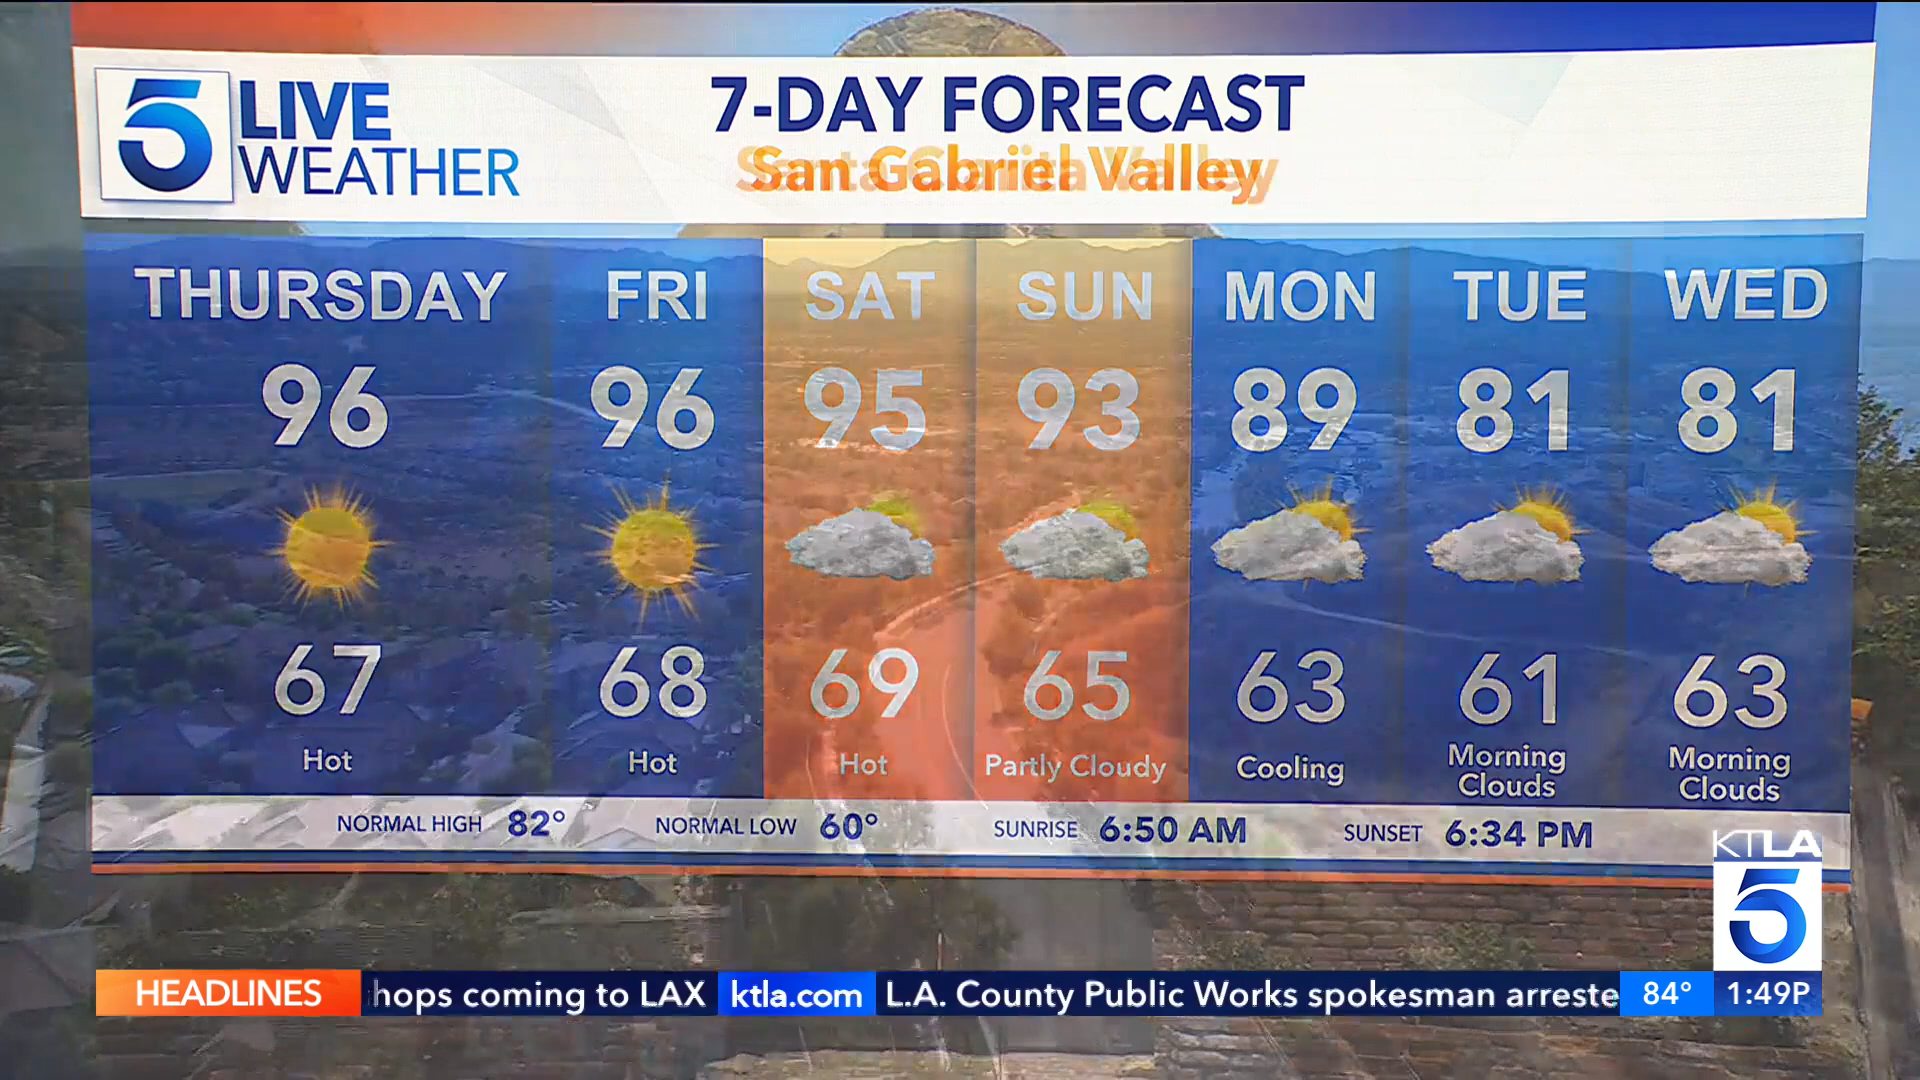 5 LIVE WEATHER
7-DAY FORECAST
San Gabriel Valley
THURSDAY FRI SAT SUN MON TUE WED
96 96 95 93 89 81 81
67 68 69 65 63 61 63
Hot Hot Hot Partly Cloudy Cooling Morning Clouds Morning Clouds
NORMAL HIGH 82° NORMAL LOW 60° SUNRISE 6:50 AM SUNSET 6:34 PM
KTLA
5
HEADLINES hops coming to LAX ktla.com L.A. County Public Works spokesman arreste 84° 1:49P